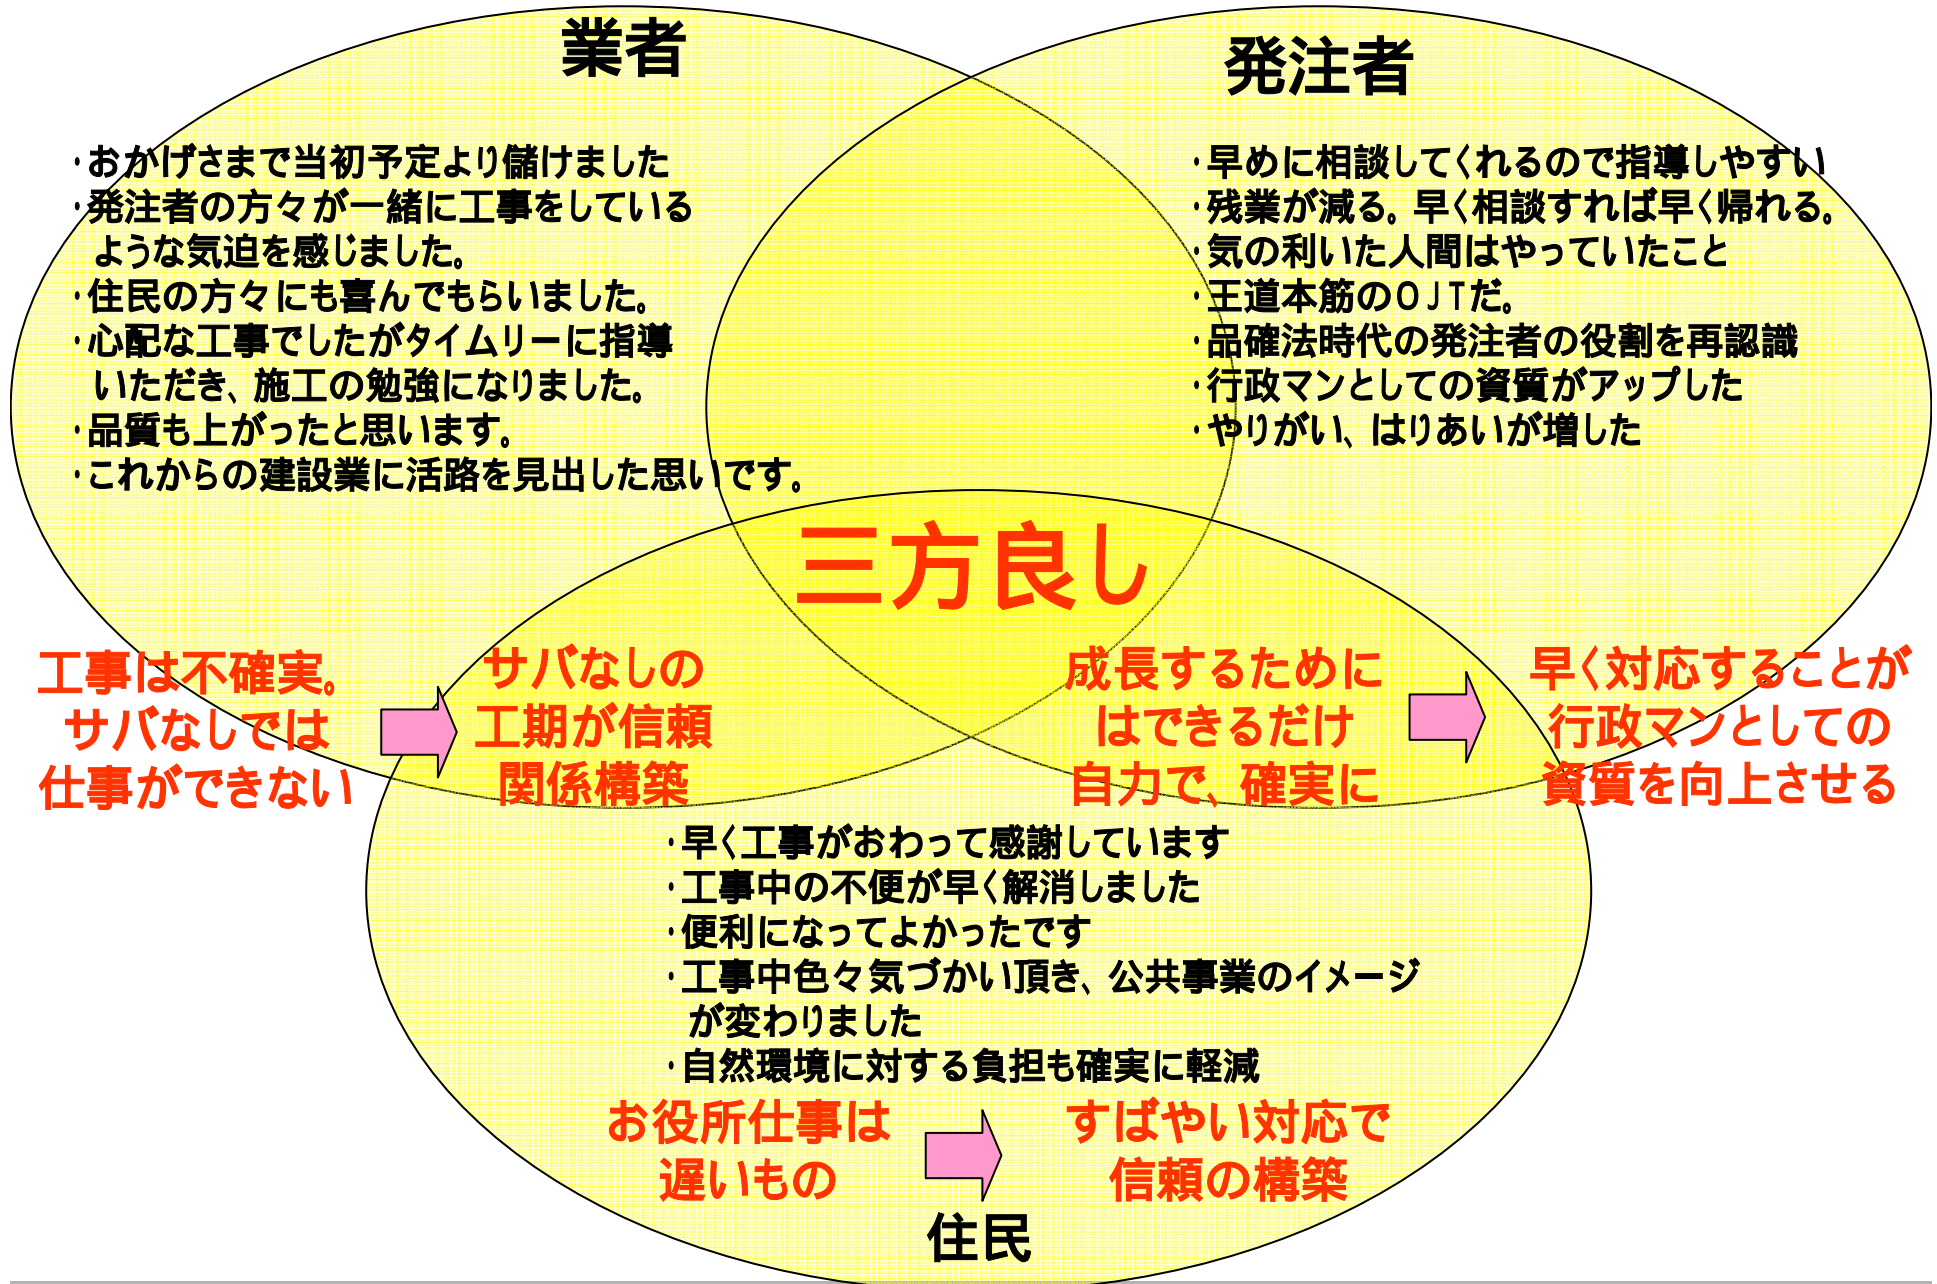 業者
・おかげさまで当初予定より儲けました
・発注者の方々が一緒に工事をしている
ような気迫を感じました。
・住民の方々にも喜んでもらいました。
・心配な工事でしたがタイムリーに指導
いただき、施工の勉強になりました。
・品質も上がったと思います。
・これからの建設業に活路を見出した思いです。
発注者
・早めに相談してくれるので指導しやすい
・残業が減る。早く相談すれば早く帰れる。
・気の利いた人間はやっていたこと
・王道本筋のOJTだ。
・品確法時代の発注者の役割を再認識
・行政マンとしての資質がアップした
・やりがい、はりあいが増した
三方良し
工事は不確実。
サバなしでは
仕事ができない
サバなしの
工期が信頼
関係構築
成長するために
はできるだけ
自力で、確実に
早く対応することが
行政マンとしての
資質を向上させる
・早く工事がおわって感謝しています
・工事中の不便が早く解消しました
・便利になってよかったです
・工事中色々気づかい頂き、公共事業のイメージ
が変わりました
・自然環境に対する負担も確実に軽減
お役所仕事は
遅いもの
すばやい対応で
信頼の構築
住民